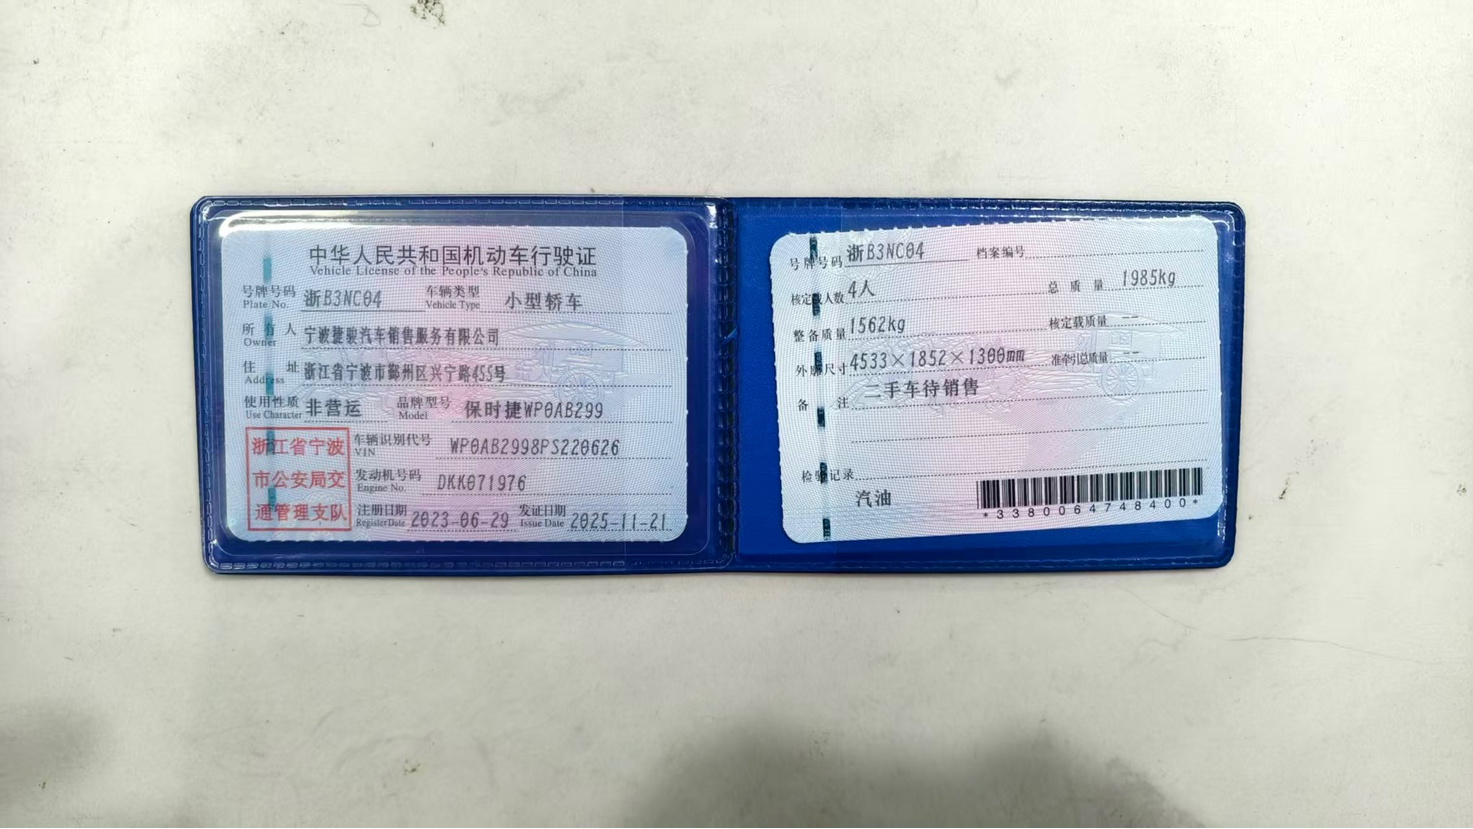 中华人民共和国机动车行驶证
Vehicle License of the People's Republic of China
号牌号码 浙B3NC04 车辆类型 小型轿车
Plate No. Vehicle Type
所有人 宁波捷骏汽车销售服务有限公司
Owner
住址 浙江省宁波市鄞州区兴宁路455号
Address
使用性质 非营运 品牌型号 保时捷WP0AB299
Use Character Model
浙江省宁波
市公安局交
通管理支队
车辆识别代号 WP0AB2998PS220626
VIN
发动机号码 DKK071976
Engine No.
注册日期 2023-06-29 发证日期 2025-11-21
Register Date Issue Date
号牌号码 浙B3NC04 档案编号
核定载人数 4人 总质量 1985kg
整备质量 1562kg 核定载质量 --
外廓尺寸 4533×1852×1300mm 准牵引总质量 --
备注 二手车待销售
检验记录
汽油
*3380064748400*